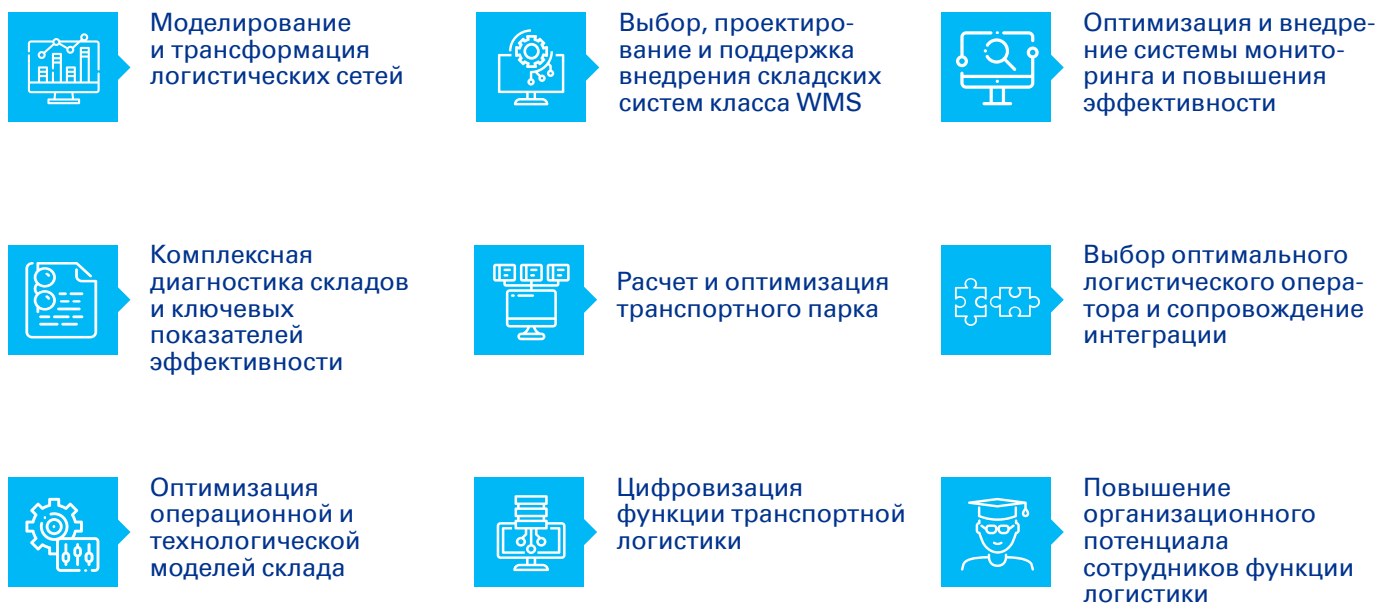 Моделирование
и трансформация
логистических сетей
Выбор, проектиро-
вание и поддержка
внедрения складских
систем класса WMS
Оптимизация и внедре-
ние системы монито-
ринга и повышения
эффективности
Комплексная
диагностика складов
и ключевых
показателей
эффективности
Расчет и оптимизация
транспортного парка
Выбор оптимального
логистического опера-
тора и сопровождение
интеграции
Оптимизация
операционной и
технологической
моделей склада
Цифровизация
функции транспортной
логистики
Повышение
организационного
потенциала
сотрудников функции
логистики